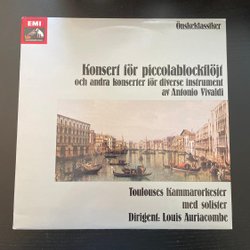 EMI
Önskeklassiker
Konsert för piccolablockflöjt
och andra konserter för diverse instrument
av Antonio Vivaldi
Toulouses Kammarorkester
med solister
Dirigent: Louis Auriacombe